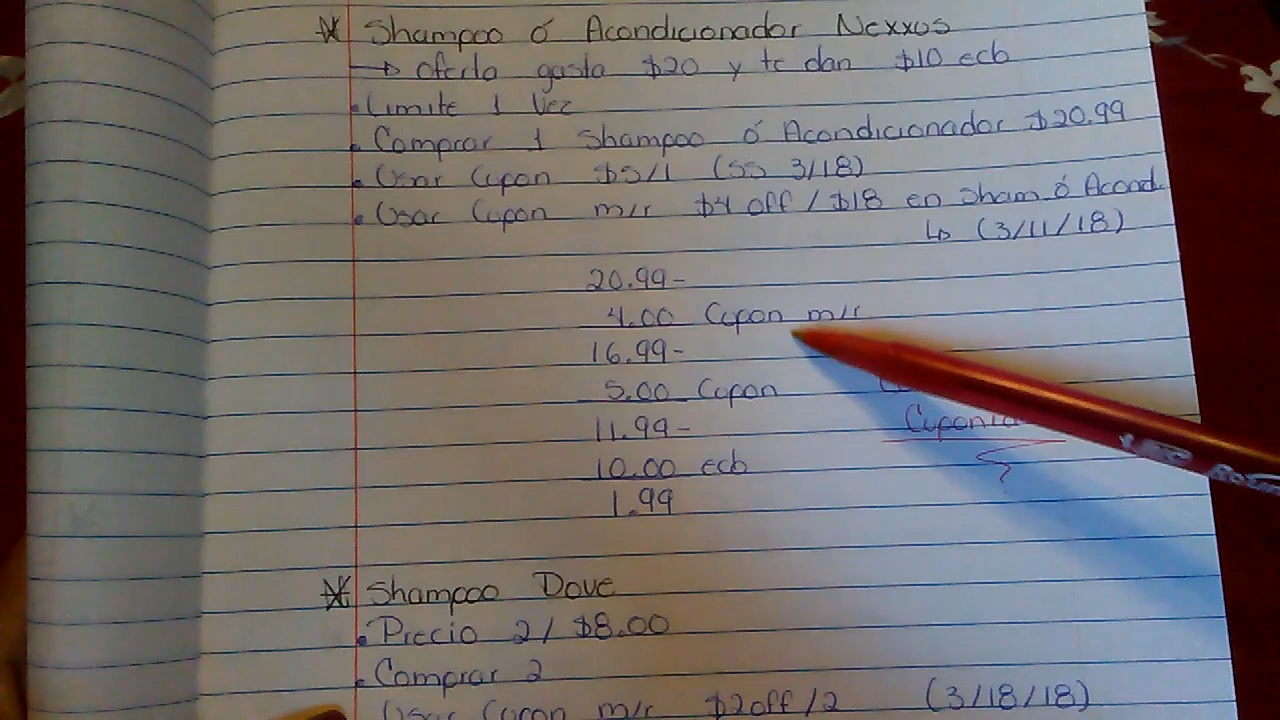 * Shampoo ó Acondicionador Nexxus
→ oferta gasta $20 y te dan $10 ecb
• Limite 1 Vez
• Comprar 1 Shampoo ó Acondicionador $20.99
• Usar Cupon $5/1 (SS 3/18)
• Usar Cupon m/r $4 off / $18 en Sham ó Acond.
↳ (3/11/18)
20.99-
4.00 Cupon m/r
16.99-
5.00 Cupon
11.99-
10.00 ecb
1.99
* Shampoo Dove
• Precio 2/ $8.00
• Comprar 2
Usar Cupon m/r $2off/2 (3/18/18)